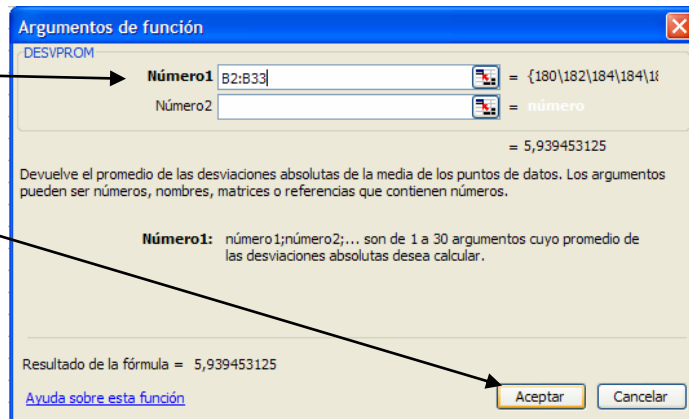 Argumentos de función
DESVPROM
Número1 B2:B33 = {180\182\184\184\18
Número2 = número
= 5,939453125
Devuelve el promedio de las desviaciones absolutas de la media de los puntos de datos. Los argumentos
pueden ser números, nombres, matrices o referencias que contienen números.
Número1: número1;número2;... son de 1 a 30 argumentos cuyo promedio de
las desviaciones absolutas desea calcular.
Resultado de la fórmula = 5,939453125
Ayuda sobre esta función Aceptar Cancelar